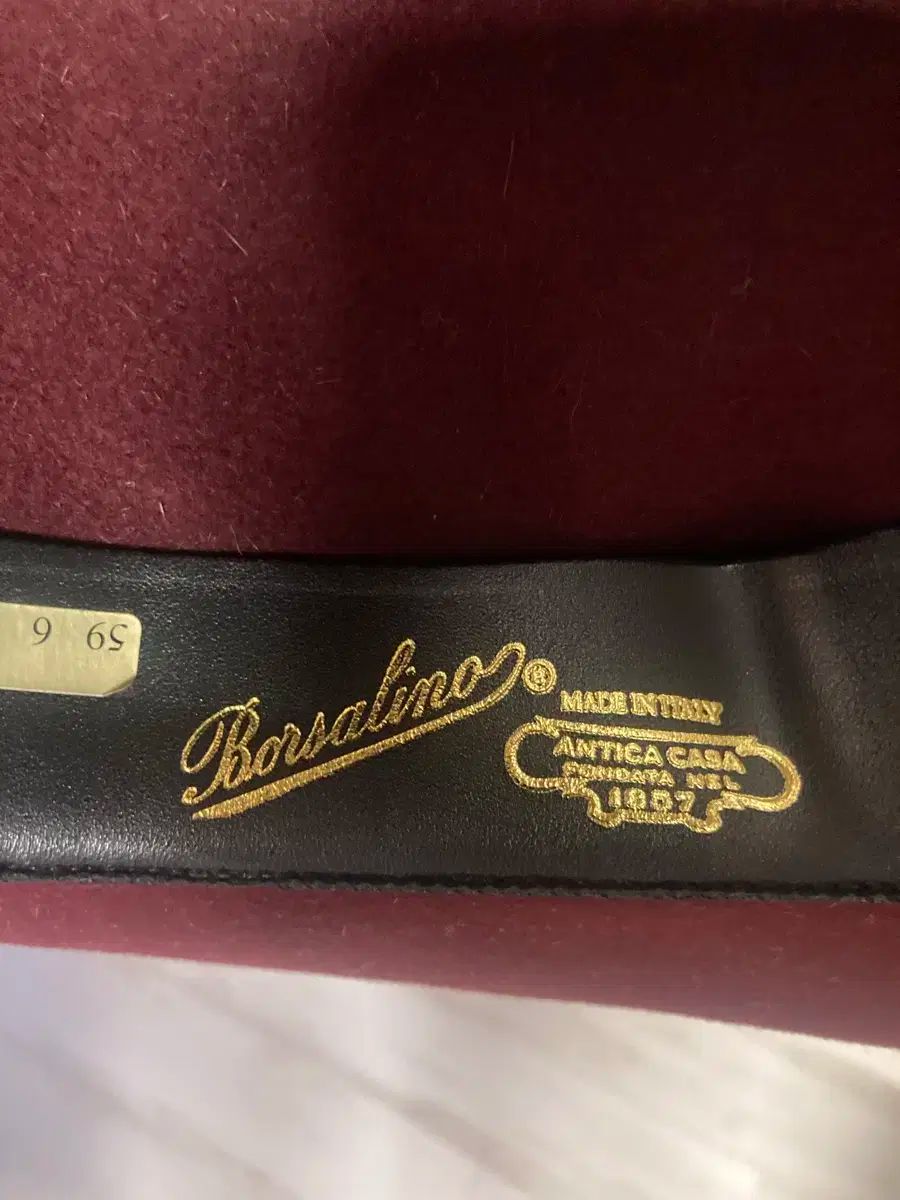 59 6
Borsalino®
MADE IN ITALY
ANTICA CASA
FONDATA NEL
1857